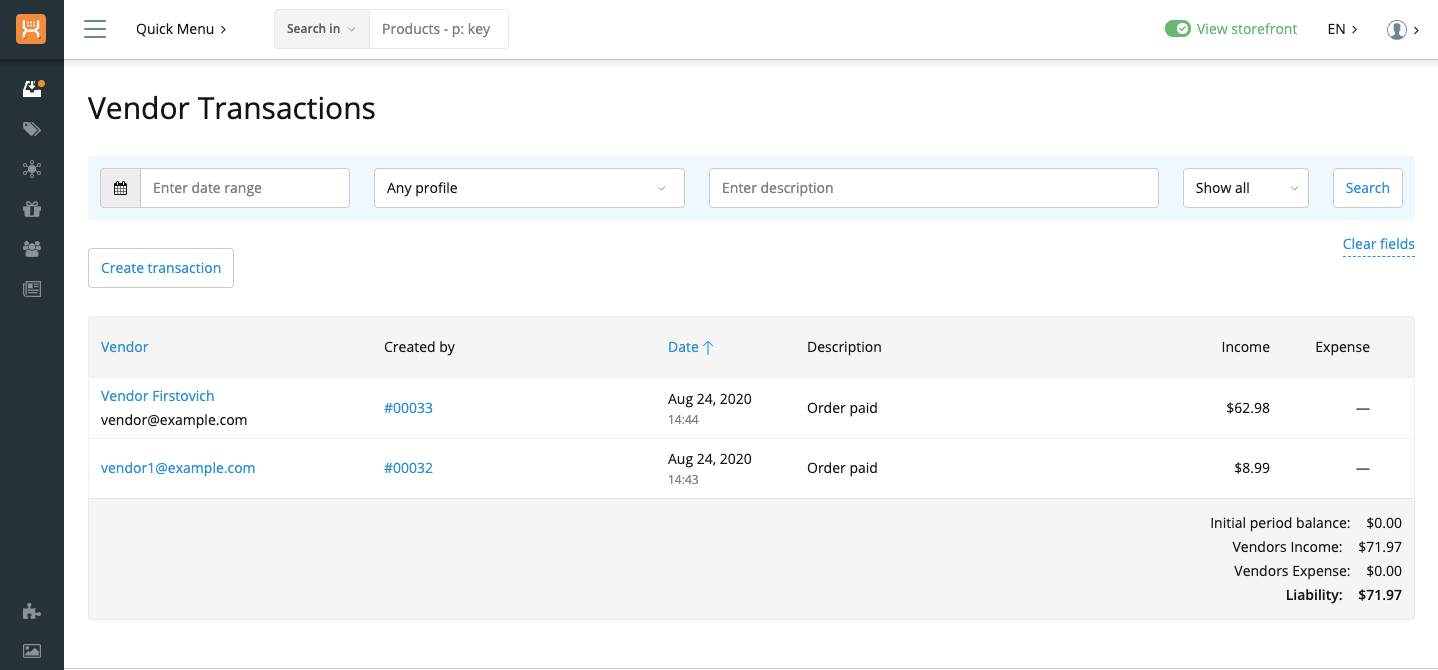 Quick Menu
Search in
Products - p: key
View storefront
EN
Vendor Transactions
Enter date range
Any profile
Enter description
Show all
Search
Clear fields
Create transaction
Vendor Created by Date Description Income Expense
Vendor Firstovich
vendor@example.com
#00033
Aug 24, 2020
14:44
Order paid
$62.98
—
vendor1@example.com
#00032
Aug 24, 2020
14:43
Order paid
$8.99
—
Initial period balance: $0.00
Vendors Income: $71.97
Vendors Expense: $0.00
Liability: $71.97